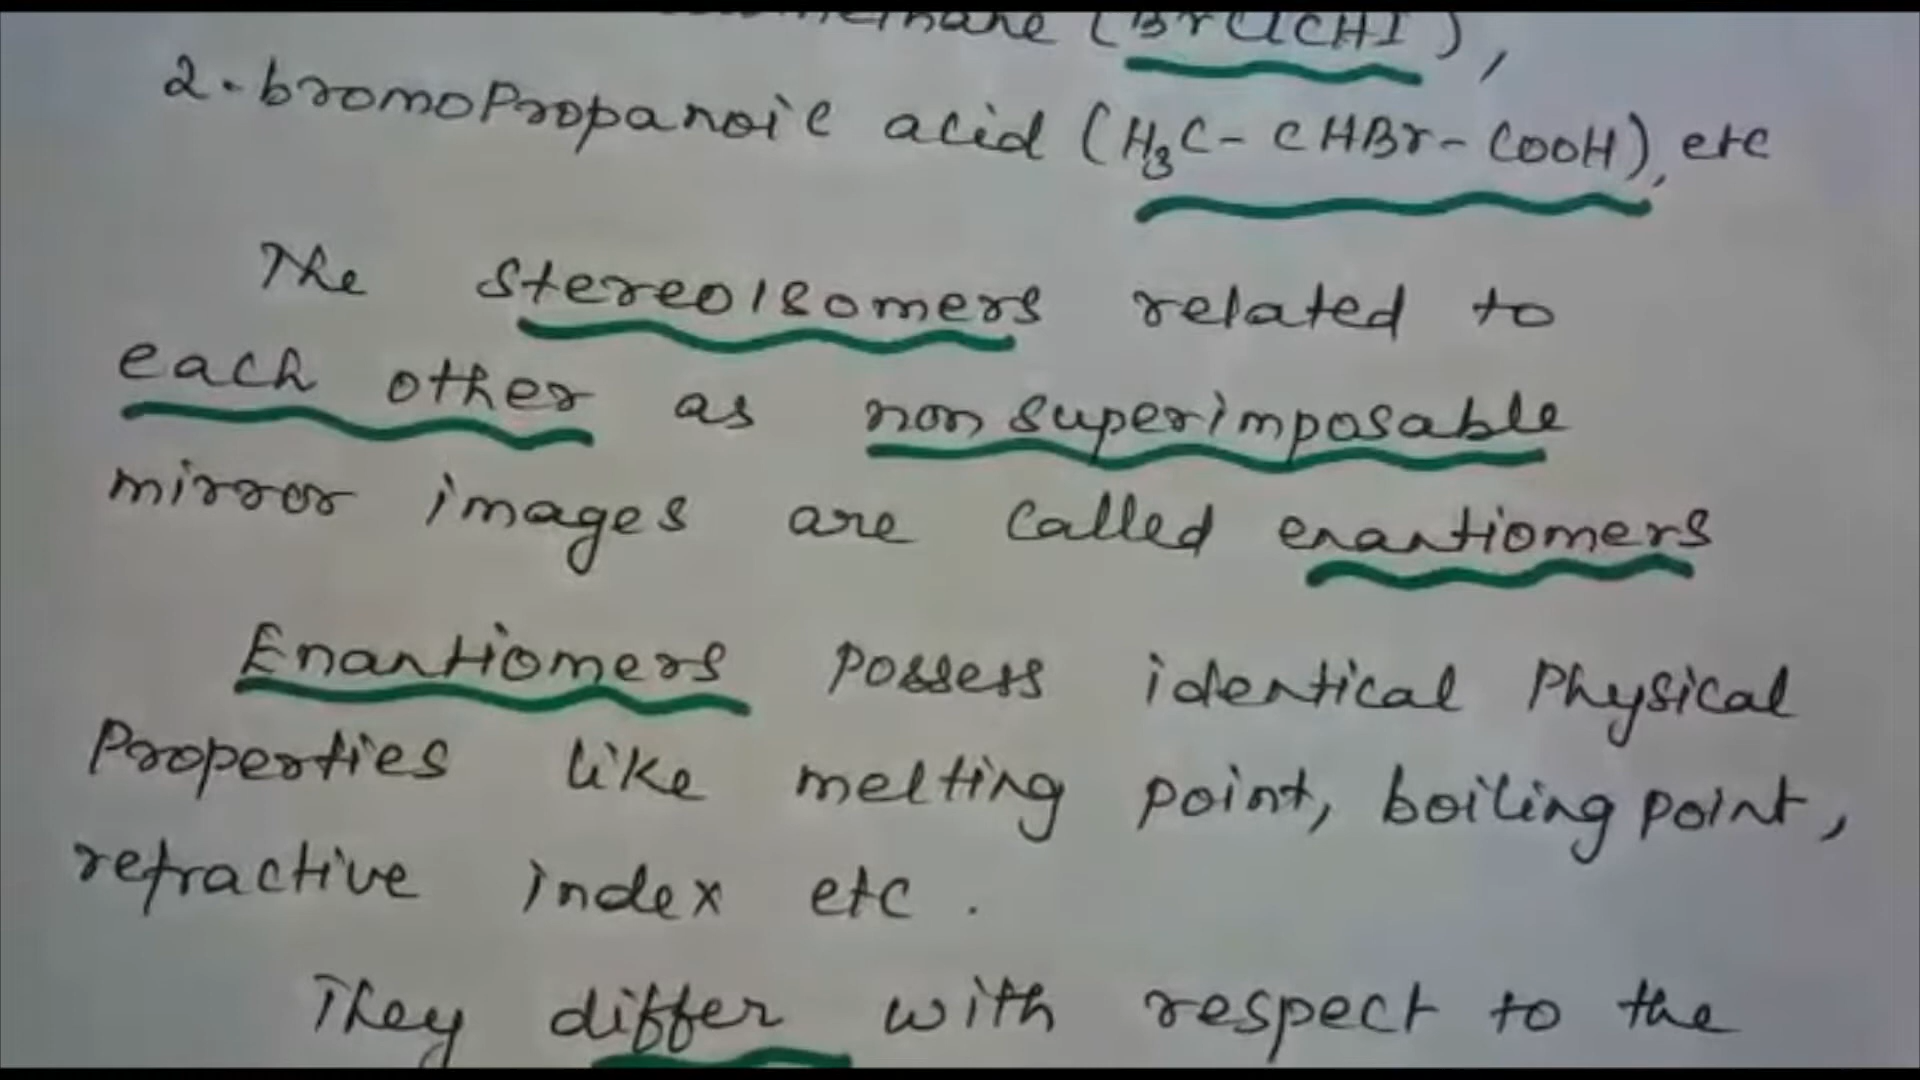 (BrClCHI),
2-bromopropanoic acid (H3C-CHBr-COOH), etc
The stereoisomers related to
each other as non superimposable
mirror images are called enantiomers
Enantiomers possess identical Physical
Properties like melting point, boiling point,
refractive index etc.
They differ with respect to the